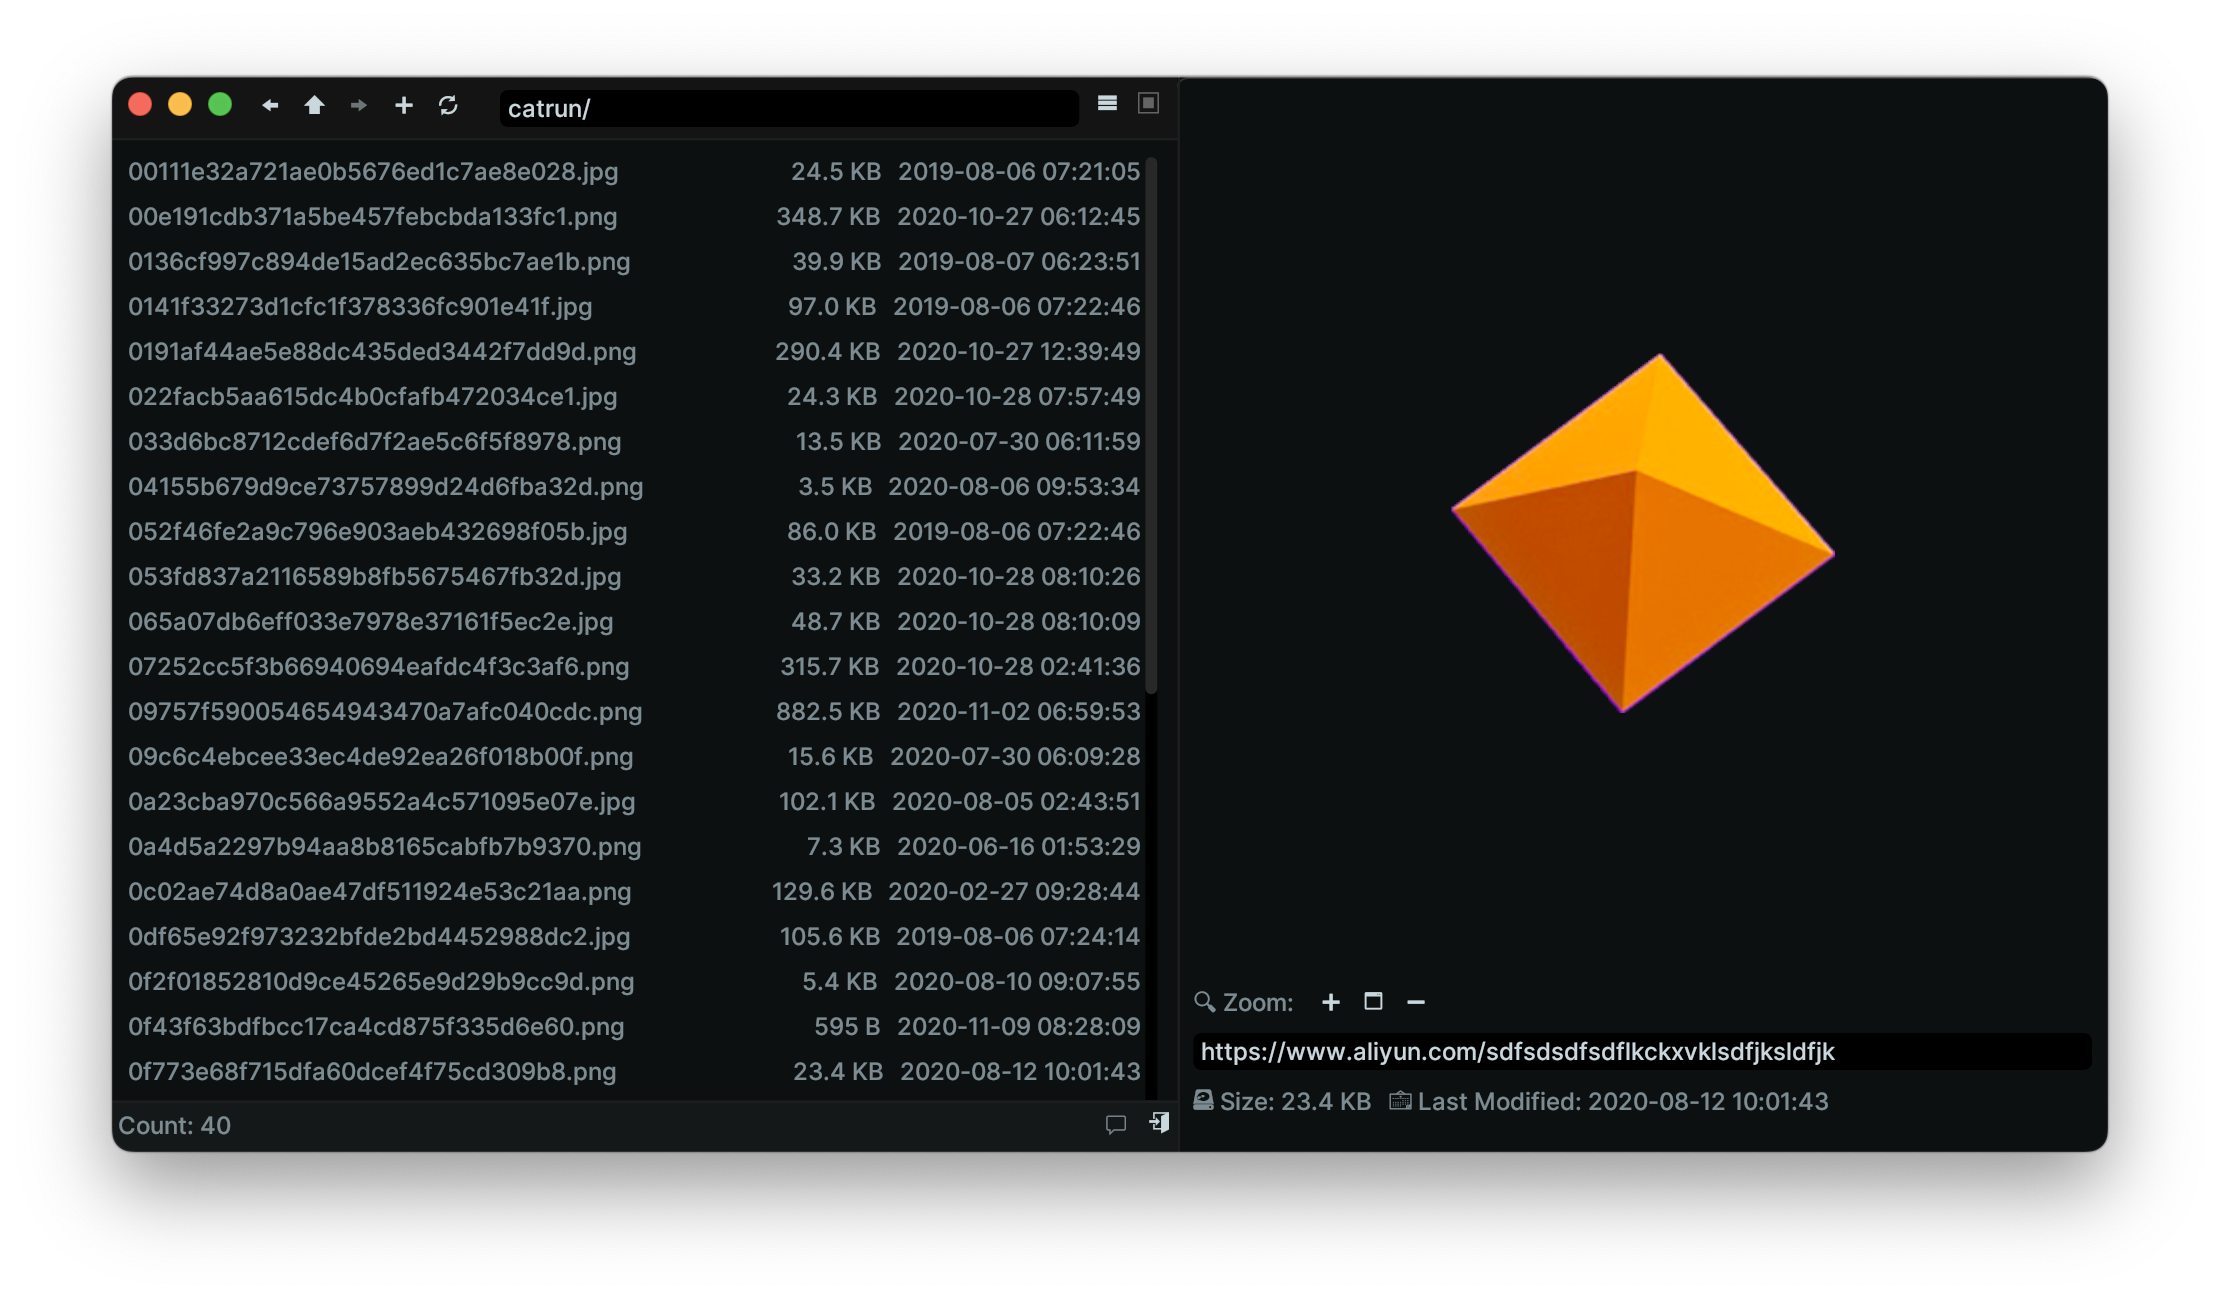 catrun/
00111e32a721ae0b5676ed1c7ae8e028.jpg 24.5 KB 2019-08-06 07:21:05
00e191cdb371a5be457febcbda133fc1.png 348.7 KB 2020-10-27 06:12:45
0136cf997c894de15ad2ec635bc7ae1b.png 39.9 KB 2019-08-07 06:23:51
0141f33273d1cfc1f378336fc901e41f.jpg 97.0 KB 2019-08-06 07:22:46
0191af44ae5e88dc435ded3442f7dd9d.png 290.4 KB 2020-10-27 12:39:49
022facb5aa615dc4b0cfafb472034ce1.jpg 24.3 KB 2020-10-28 07:57:49
033d6bc8712cdef6d7f2ae5c6f5f8978.png 13.5 KB 2020-07-30 06:11:59
04155b679d9ce73757899d24d6fba32d.png 3.5 KB 2020-08-06 09:53:34
052f46fe2a9c796e903aeb432698f05b.jpg 86.0 KB 2019-08-06 07:22:46
053fd837a2116589b8fb5675467fb32d.jpg 33.2 KB 2020-10-28 08:10:26
065a07db6eff033e7978e37161f5ec2e.jpg 48.7 KB 2020-10-28 08:10:09
07252cc5f3b66940694eafdc4f3c3af6.png 315.7 KB 2020-10-28 02:41:36
09757f590054654943470a7afc040cdc.png 882.5 KB 2020-11-02 06:59:53
09c6c4ebcee33ec4de92ea26f018b00f.png 15.6 KB 2020-07-30 06:09:28
0a23cba970c566a9552a4c571095e07e.jpg 102.1 KB 2020-08-05 02:43:51
0a4d5a2297b94aa8b8165cabfb7b9370.png 7.3 KB 2020-06-16 01:53:29
0c02ae74d8a0ae47df511924e53c21aa.png 129.6 KB 2020-02-27 09:28:44
0df65e92f973232bfde2bd4452988dc2.jpg 105.6 KB 2019-08-06 07:24:14
0f2f01852810d9ce45265e9d29b9cc9d.png 5.4 KB 2020-08-10 09:07:55
0f43f63bdfbcc17ca4cd875f335d6e60.png 595 B 2020-11-09 08:28:09
0f773e68f715dfa60dcef4f75cd309b8.png 23.4 KB 2020-08-12 10:01:43
Count: 40
Zoom:
https://www.aliyun.com/sdfsdsdfsdflkckxvklsdfjksldfjk
Size: 23.4 KB Last Modified: 2020-08-12 10:01:43